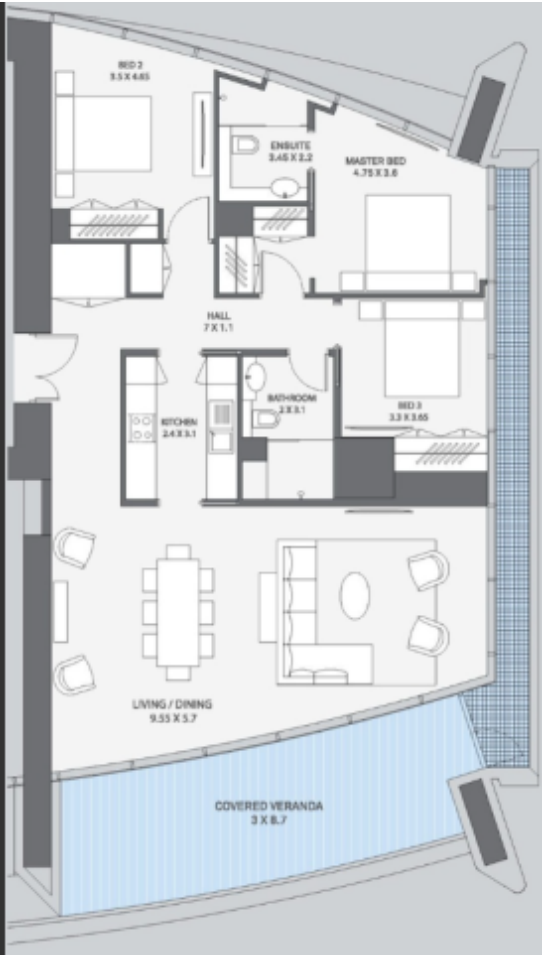 BED 2
3.5 X 4.65
ENSUITE
3.45 X 2.2
MASTER BED
4.75 X 3.6
HALL
7 X 1.1
KITCHEN
2.4 X 3.1
BATHROOM
2 X 3.1
BED 3
3.3 X 3.65
LIVING / DINING
9.55 X 5.7
COVERED VERANDA
3 X 8.7